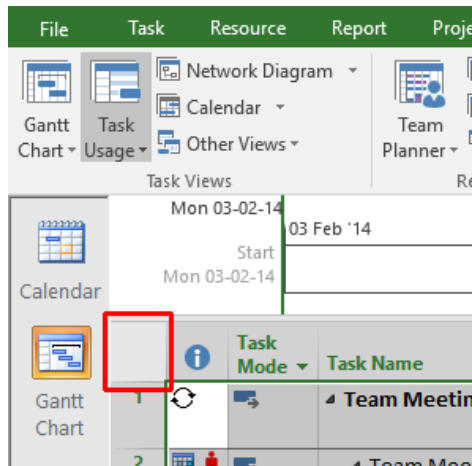 File Task Resource Report Proje
Network Diagram
Calendar
Other Views
Gantt Chart
Task Usage
Team Planner
Task Views
Re
Mon 03-02-14
03 Feb '14
Start
Mon 03-02-14
Calendar
Gantt
Chart
Task
Mode
Task Name
1
Team Meetin
2
Team Mee